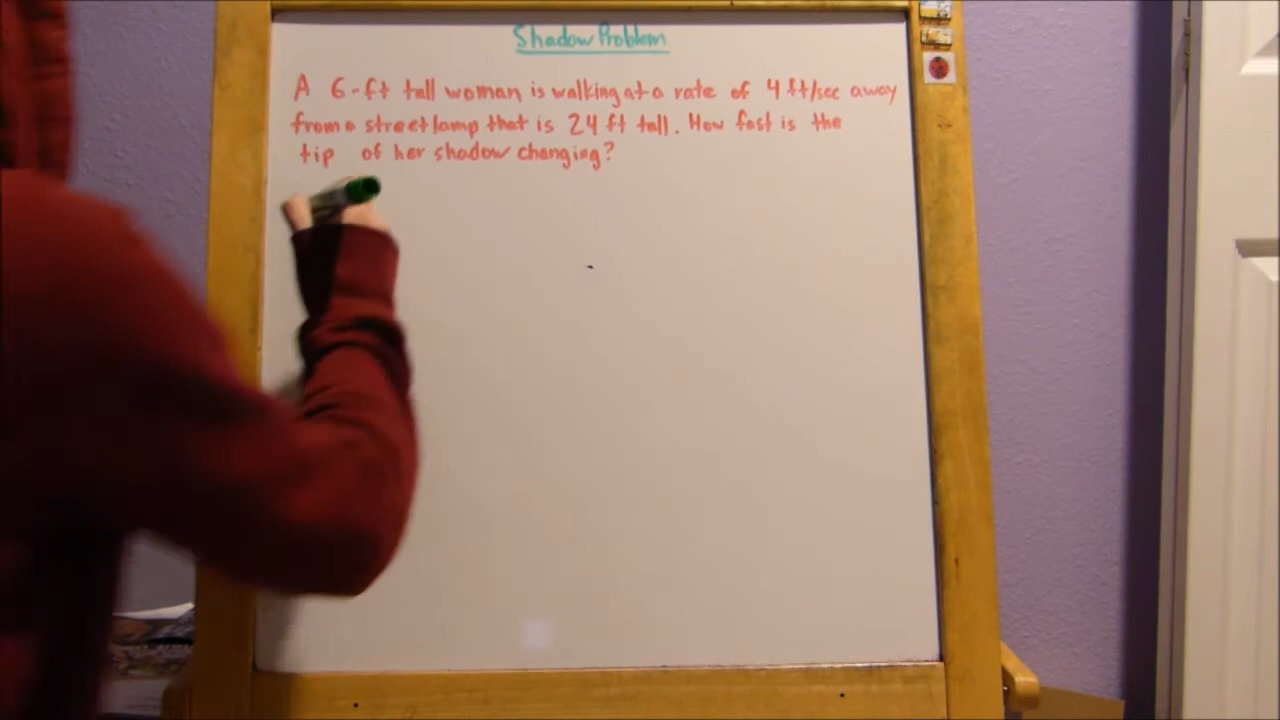 Shadow Problem
A 6-ft tall woman is walking at a rate of 4 ft/sec away
from a streetlamp that is 24 ft tall. How fast is the
tip of her shadow changing?